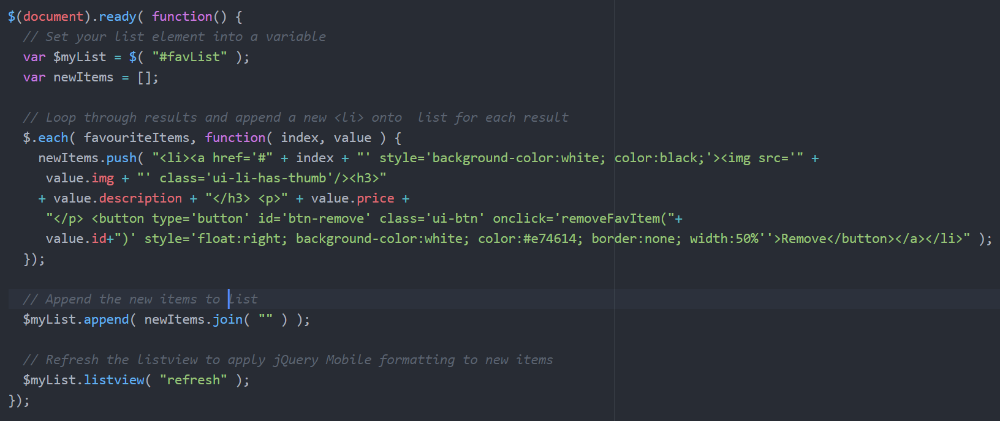 $(document).ready( function() {
// Set your list element into a variable
var $myList = $( "#favList" );
var newItems = [];
// Loop through results and append a new <li> onto  list for each result
$.each( favouriteItems, function( index, value ) {
newItems.push( "<li><a href='#" + index + "' style='background-color:white; color:black;'><img src='" +
value.img + "' class='ui-li-has-thumb'/><h3>"
+ value.description + "</h3> <p>" + value.price +
"</p> <button type='button' id='btn-remove' class='ui-btn' onclick='removeFavItem("+
value.id+")' style='float:right; background-color:white; color:#e74614; border:none; width:50%''>Remove</button></a></li>" );
});
// Append the new items to list
$myList.append( newItems.join( "" ) );
// Refresh the listview to apply jQuery Mobile formatting to new items
$myList.listview( "refresh" );
});